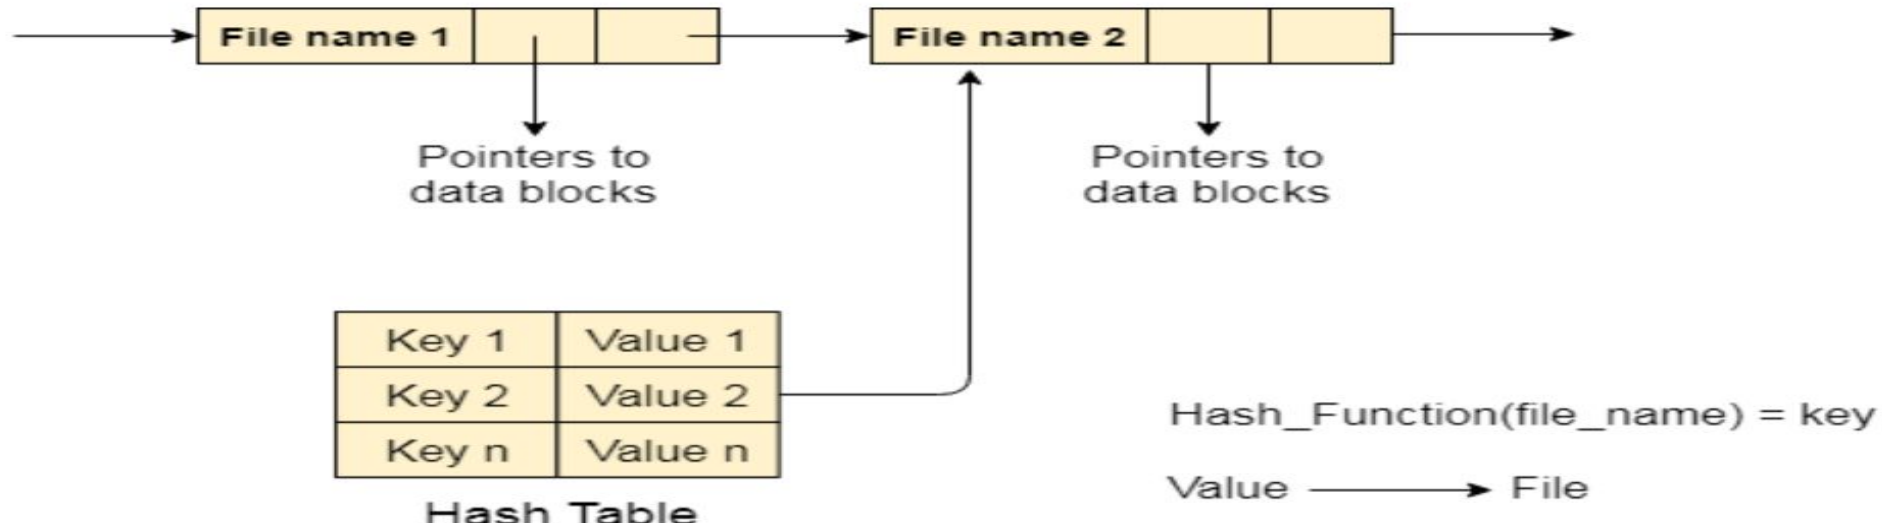 File name 1
File name 2
Pointers to
data blocks
Pointers to
data blocks
Key 1 Value 1
Key 2 Value 2
Key n Value n
Hash Table
Hash_Function(file_name) = key
Value File